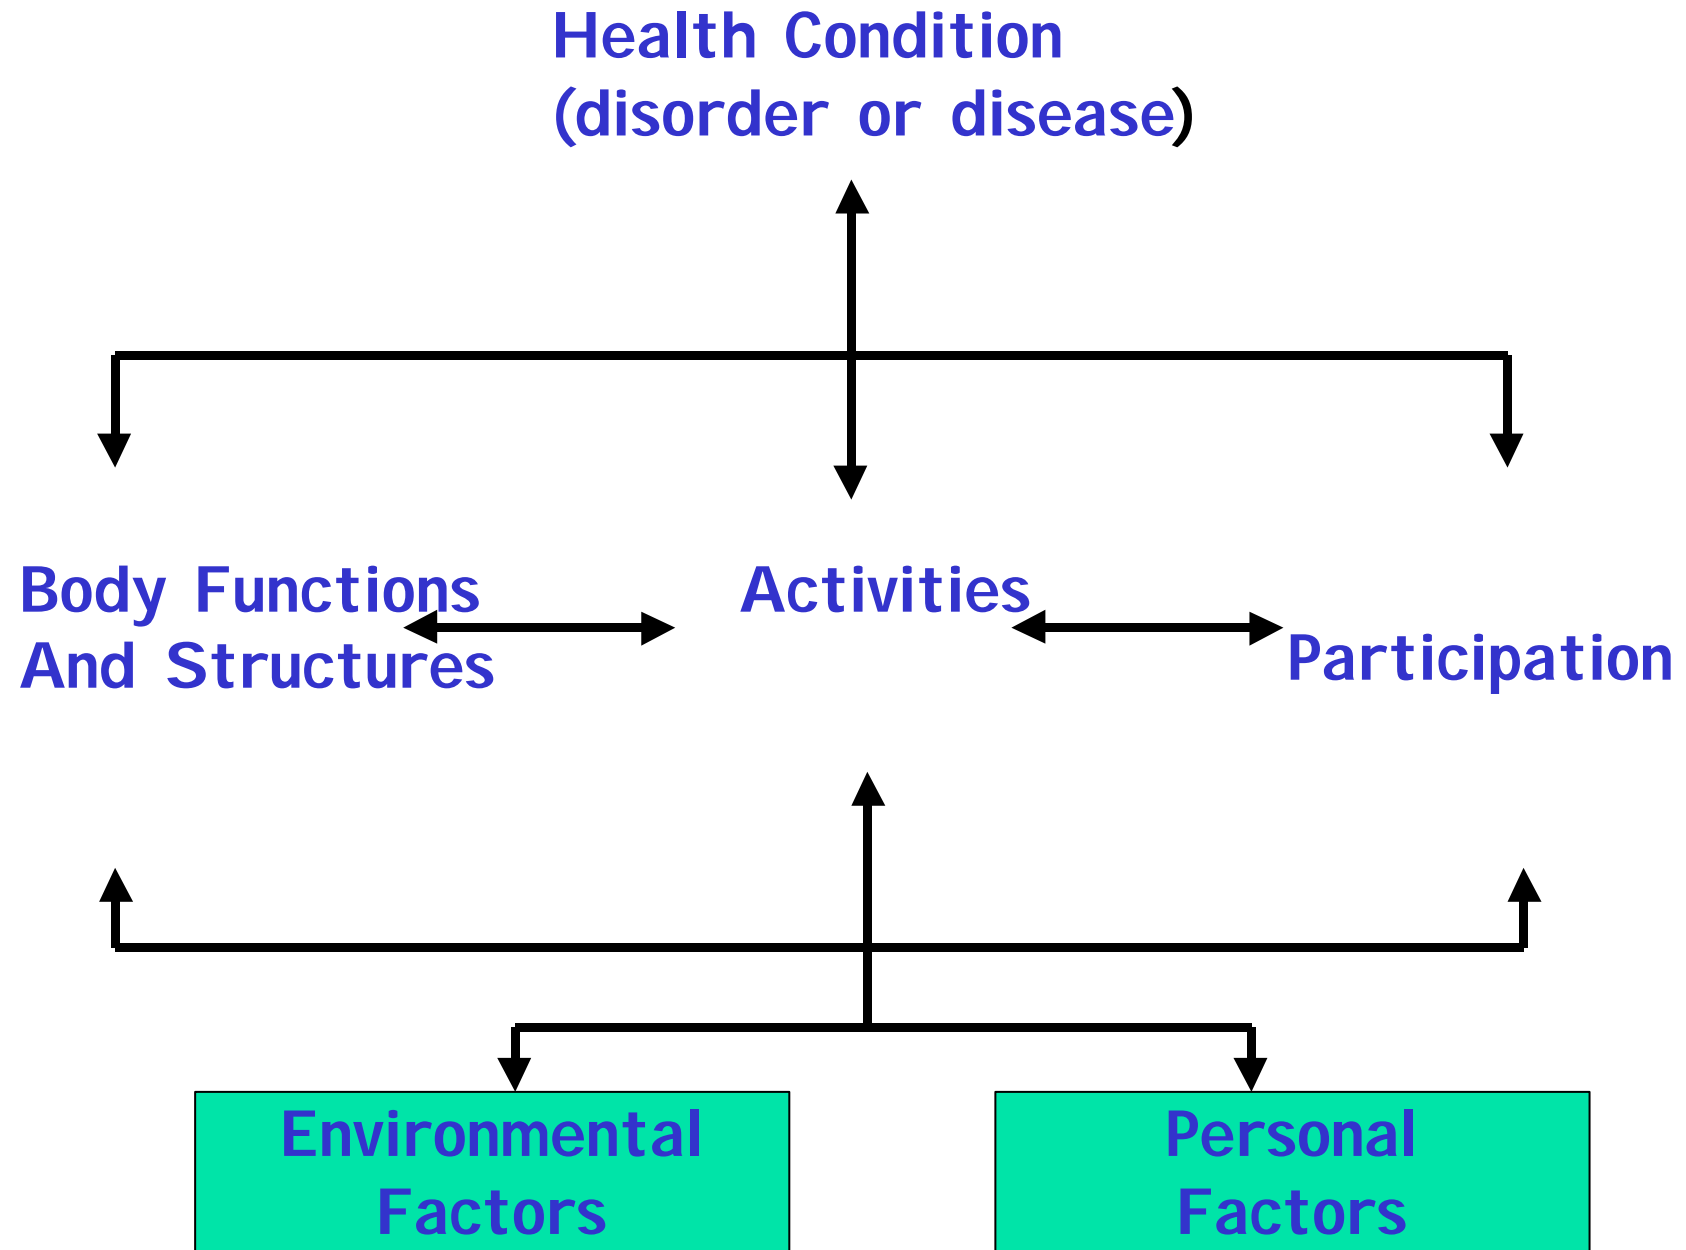 Health Condition
(disorder or disease)
Body Functions
And Structures
Activities
Participation
Environmental
Factors
Personal
Factors